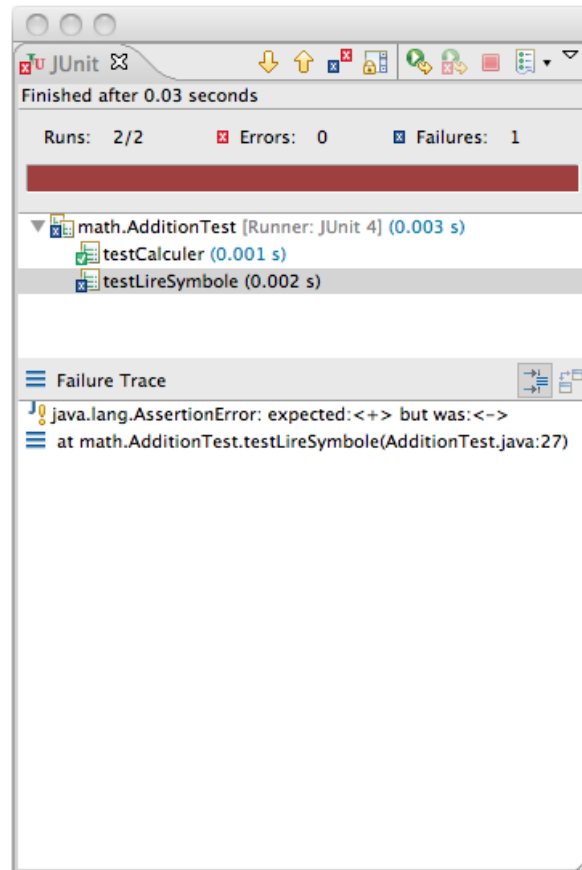 JUnit
Finished after 0.03 seconds
Runs: 2/2 Errors: 0 Failures: 1
math.AdditionTest [Runner: JUnit 4] (0.003 s)
testCalculer (0.001 s)
testLireSymbole (0.002 s)
Failure Trace
java.lang.AssertionError: expected:<+> but was:<->
at math.AdditionTest.testLireSymbole(AdditionTest.java:27)